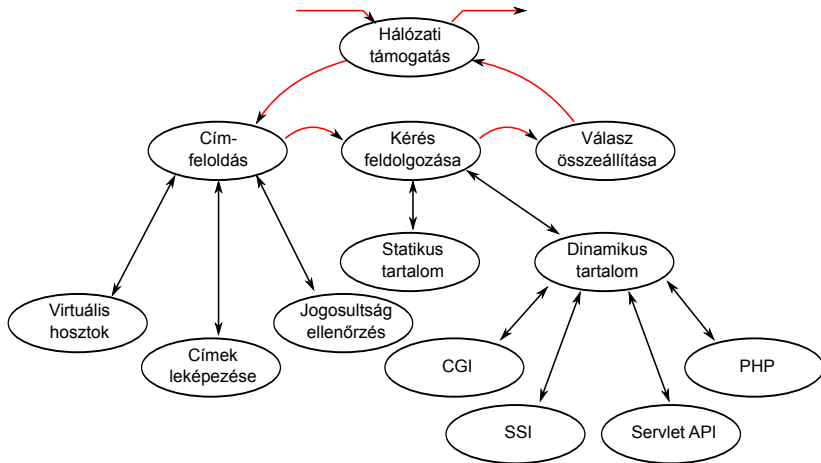 Hálózati
támogatás
Cím-
feloldás
Kérés
feldolgozása
Válasz
összeállítása
Statikus
tartalom
Dinamikus
tartalom
Virtuális
hosztok
Címek
leképezése
Jogosultság
ellenőrzés
CGI
SSI
Servlet API
PHP